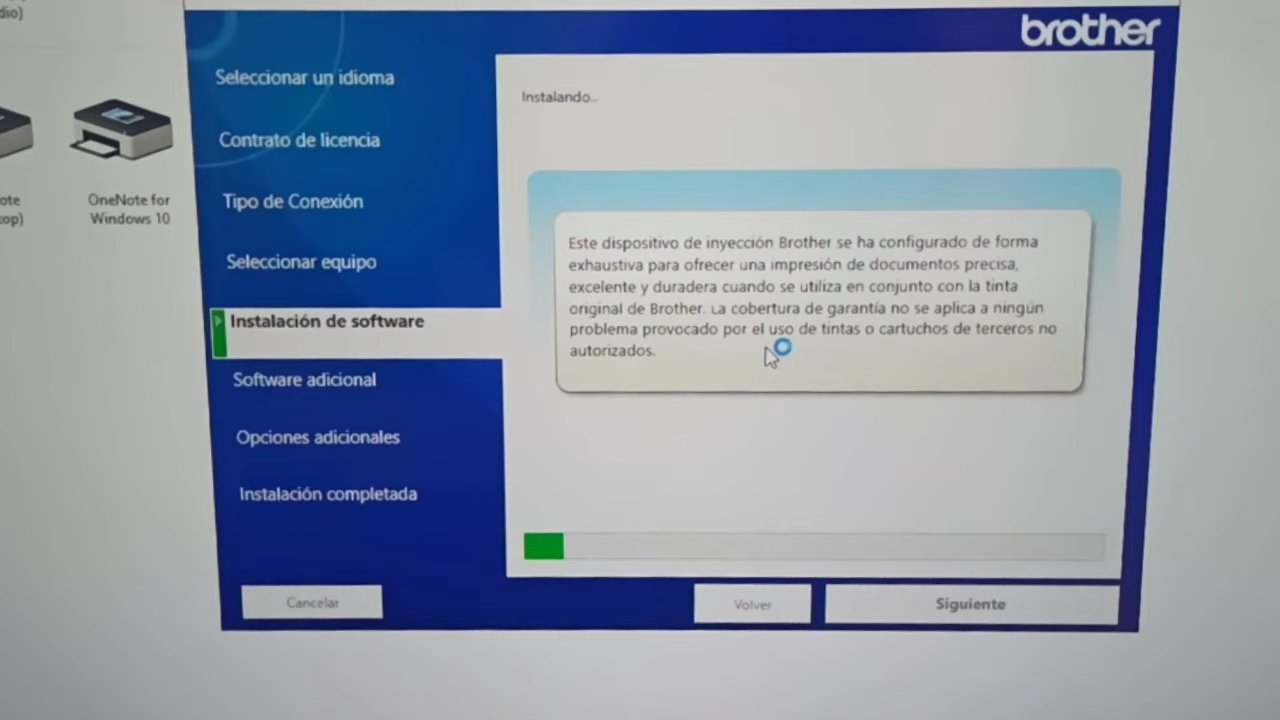 dio)
brother
Seleccionar un idioma
Contrato de licencia
Tipo de Conexión
Seleccionar equipo
Instalación de software
Software adicional
Opciones adicionales
Instalación completada
Instalando...
Este dispositivo de inyección Brother se ha configurado de forma
exhaustiva para ofrecer una impresión de documentos precisa,
excelente y duradera cuando se utiliza en conjunto con la tinta
original de Brother. La cobertura de garantía no se aplica a ningún
problema provocado por el uso de tintas o cartuchos de terceros no
autorizados.
ote
top)
OneNote for
Windows 10
Cancelar
Volver
Siguiente